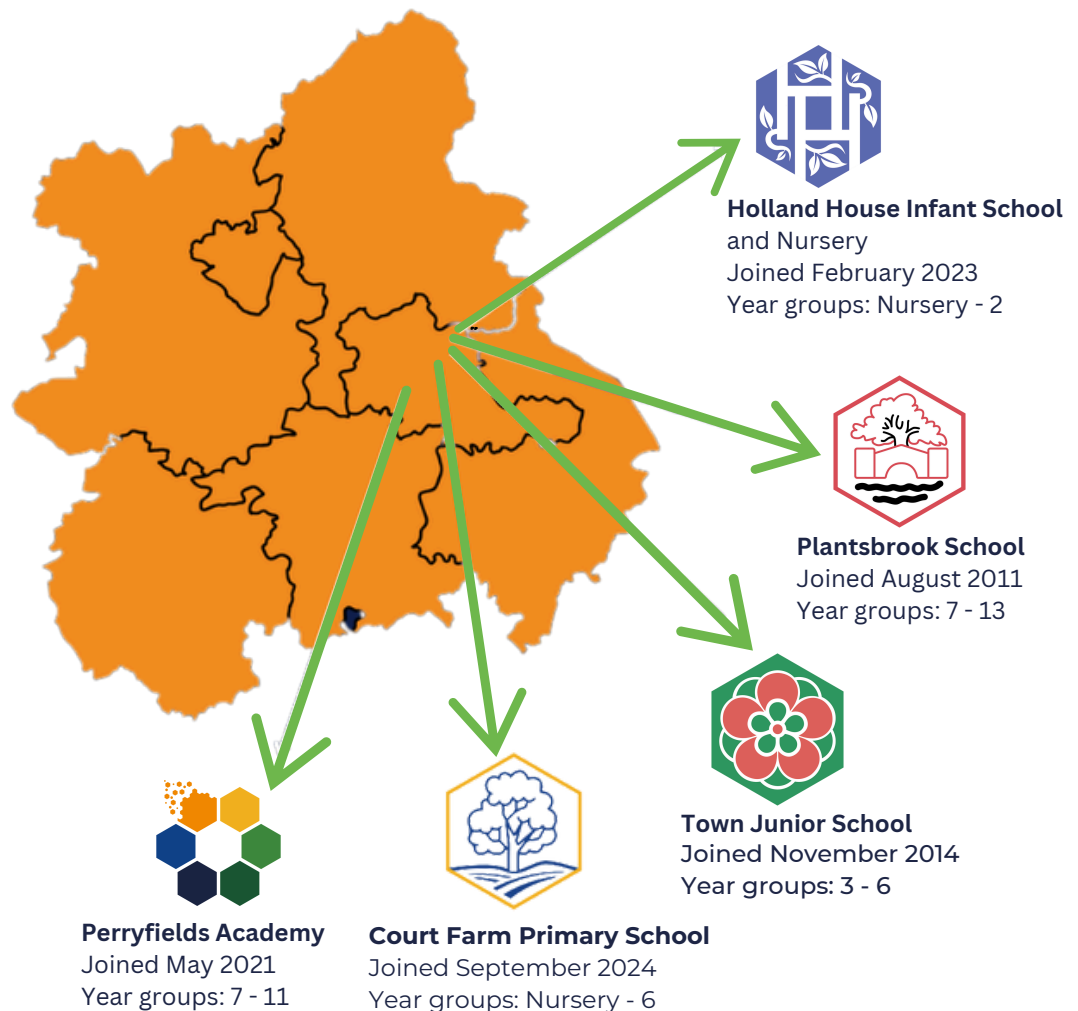 Holland House Infant School
and Nursery
Joined February 2023
Year groups: Nursery - 2
Plantsbrook School
Joined August 2011
Year groups: 7 - 13
Town Junior School
Joined November 2014
Year groups: 3 - 6
Perryfields Academy
Joined May 2021
Year groups: 7 - 11
Court Farm Primary School
Joined September 2024
Year groups: Nursery - 6